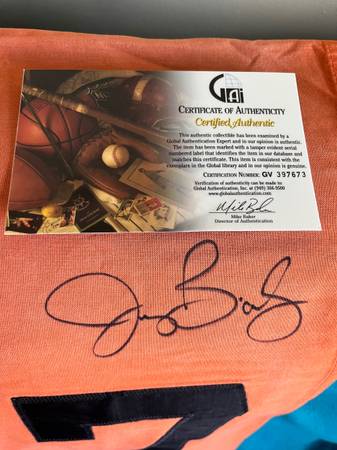 GAI
CERTIFICATE OF AUTHENTICITY
Certified Authentic
This authentic collectible has been examined by a
Global Authentication Expert and in our opinion is authentic.
The item has been marked with a tamper evident serial
numbered label that identifies the item in our database and
matches this certificate. This item is consistent with the
exemplars in the Global library and in our opinion is genuine.
CERTIFICATION NUMBER: GV 397673
Verification of authenticity can be made to
Global Authentication, Inc. at (949) 366-9500
www.globalauthentication.com
Mike Baker
Director of Authentication
7